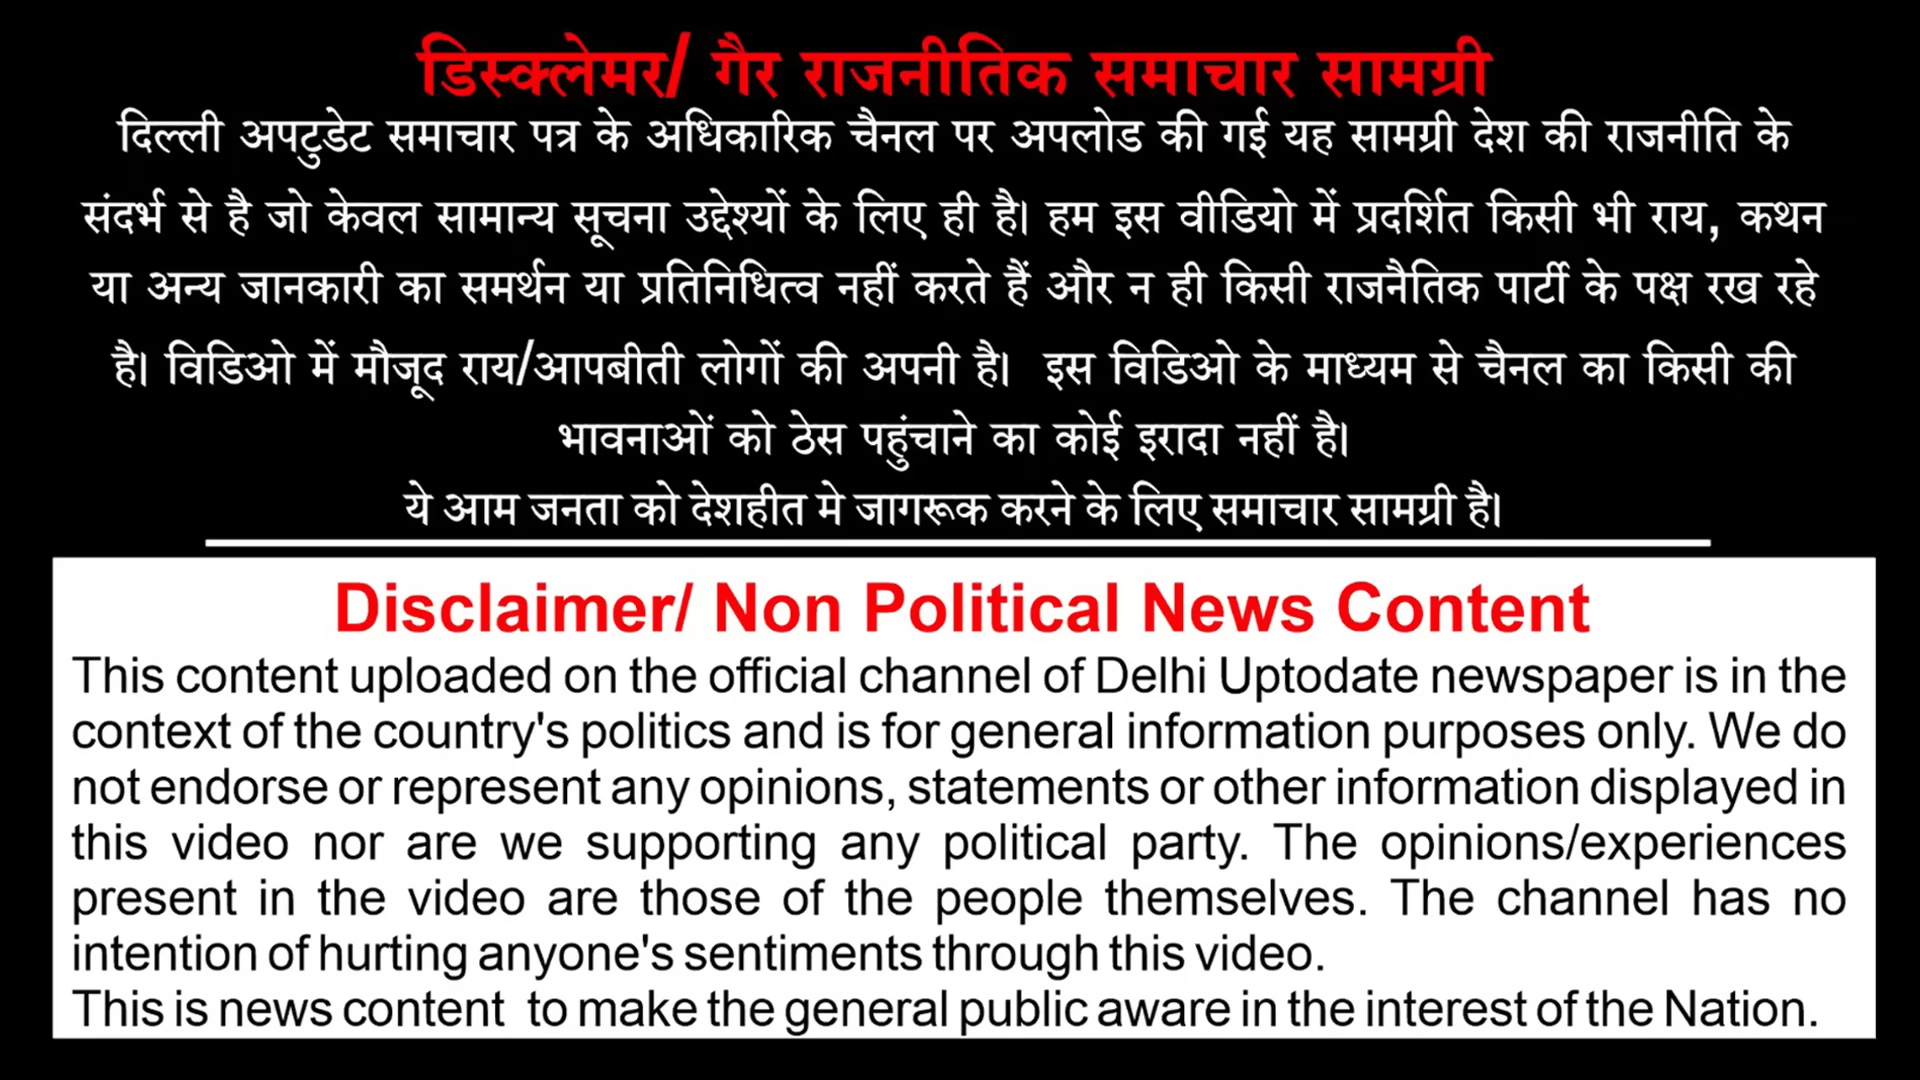 डिस्क्लेमर/ गैर राजनीतिक समाचार सामग्री
दिल्ली अपटुडेट समाचार पत्र के अधिकारिक चैनल पर अपलोड की गई यह सामग्री देश की राजनीति के
संदर्भ से है जो केवल सामान्य सूचना उद्देश्यों के लिए ही है। हम इस वीडियो में प्रदर्शित किसी भी राय, कथन
या अन्य जानकारी का समर्थन या प्रतिनिधित्व नहीं करते हैं और न ही किसी राजनैतिक पार्टी के पक्ष रख रहे
है। विडिओ में मौजूद राय/आपबीती लोगों की अपनी है। इस विडिओ के माध्यम से चैनल का किसी की
भावनाओं को ठेस पहुंचाने का कोई इरादा नहीं है।
ये आम जनता को देशहीत मे जागरूक करने के लिए समाचार सामग्री है।
Disclaimer/ Non Political News Content
This content uploaded on the official channel of Delhi Uptodate newspaper is in the
context of the country's politics and is for general information purposes only. We do
not endorse or represent any opinions, statements or other information displayed in
this video nor are we supporting any political party. The opinions/experiences
present in the video are those of the people themselves. The channel has no
intention of hurting anyone's sentiments through this video.
This is news content to make the general public aware in the interest of the Nation.